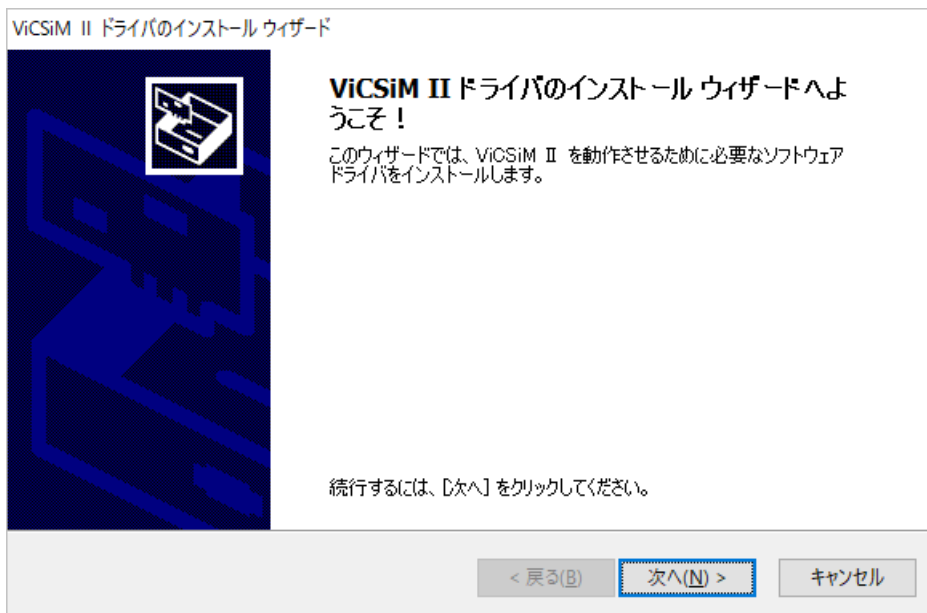 ViCSiM II ドライバのインストール ウィザード
ViCSiM II ドライバのインストール ウィザードへよ
うこそ！
このウィザードでは、ViCSiM II を動作させるために必要なソフトウェア
ドライバをインストールします。
続行するには、[次へ] をクリックしてください。
< 戻る(B)
次へ(N) >
キャンセル